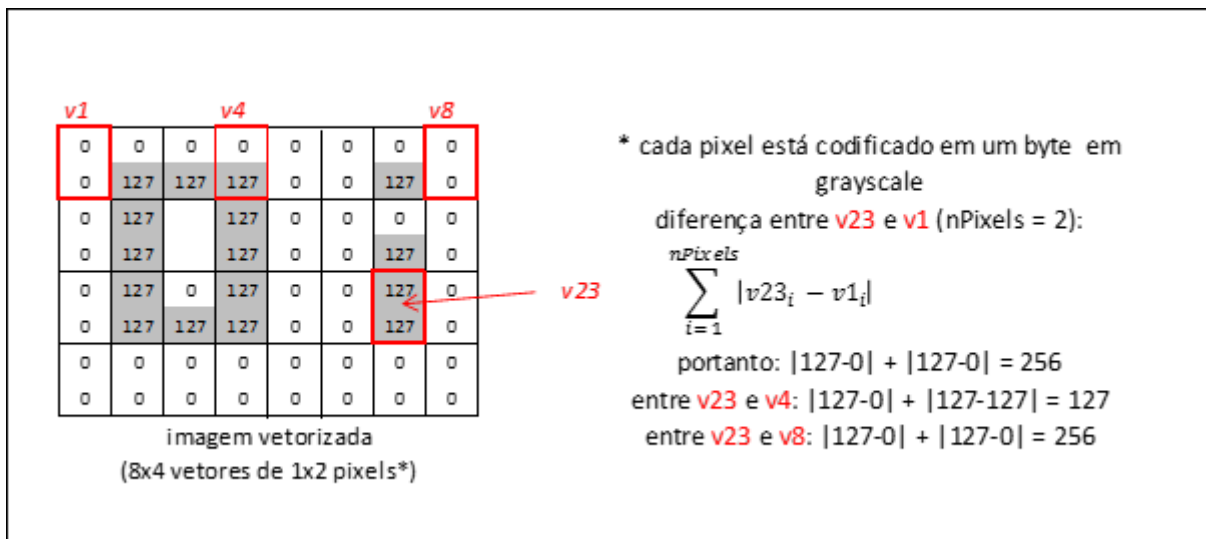 v1 v4 v8
0 0 0 0 0 0 0 0
0 127 127 127 0 0 127 0
0 127 127 0 0 0 0
0 127 127 0 0 127 0
0 127 0 127 0 0 127 0
0 127 127 127 0 0 127 0
0 0 0 0 0 0 0 0
0 0 0 0 0 0 0 0
imagem vetorizada
(8x4 vetores de 1x2 pixels*)
v23
* cada pixel está codificado em um byte em
grayscale
diferença entre v23 e v1 (nPixels = 2):
nPixels
∑ |v23ᵢ − v1ᵢ|
i=1
portanto: |127-0| + |127-0| = 256
entre v23 e v4: |127-0| + |127-127| = 127
entre v23 e v8: |127-0| + |127-0| = 256